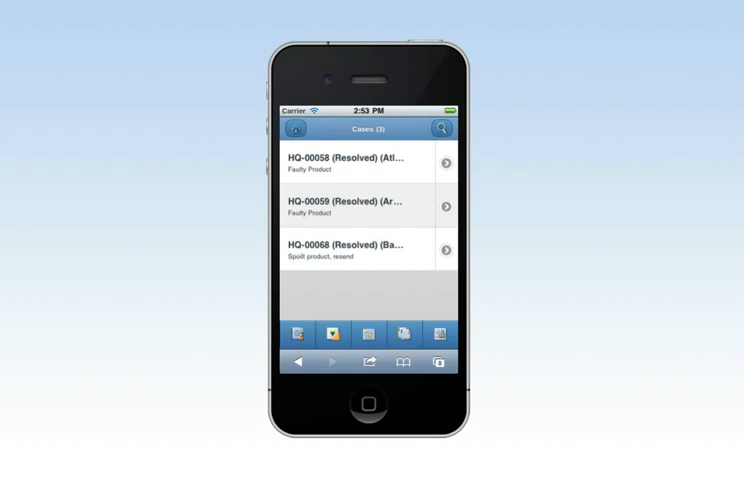 Carrier 2:53 PM
Cases (3)
HQ-00058 (Resolved) (Atl...
Faulty Product
HQ-00059 (Resolved) (Ar...
Faulty Product
HQ-00068 (Resolved) (Ba...
Spoilt product, resend